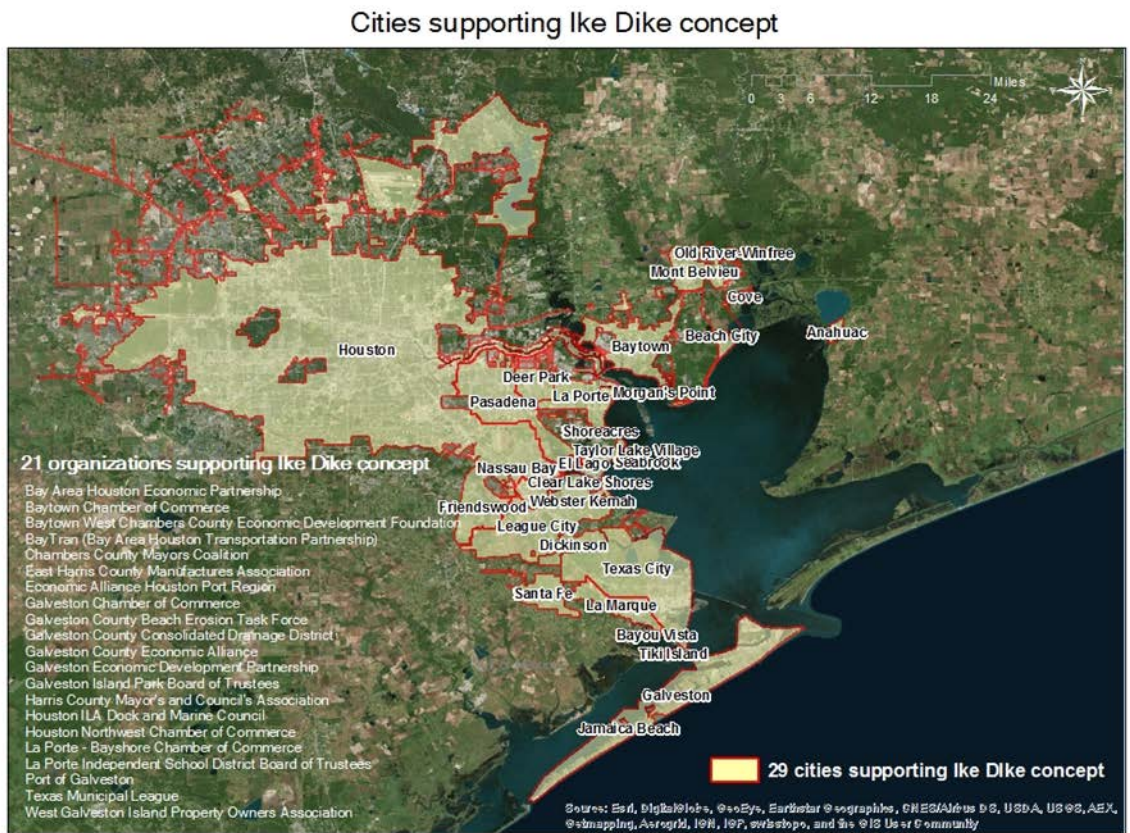 Cities supporting Ike Dike concept
Miles
0 3 6 12 18 24
Old River-Winfree
Mont Belvieu
Cove
Anahuac
Beach City
Baytown
Houston
Deer Park
Morgan's Point
La Porte
Pasadena
Shoreacres
Taylor Lake Village
El Lago Seabrook
Nassau Bay
Clear Lake Shores
Webster Kemah
Friendswood
League City
Dickinson
Texas City
Santa Fe
La Marque
Bayou Vista
Tiki Island
Galveston
Jamaica Beach
21 organizations supporting Ike Dike concept
Bay Area Houston Economic Partnership
Baytown Chamber of Commerce
Baytown West Chambers County Economic Development Foundation
BayTran (Bay Area Houston Transportation Partnership)
Chambers County Mayors Coalition
East Harris County Manufactures Association
Economic Alliance Houston Port Region
Galveston Chamber of Commerce
Galveston County Beach Erosion Task Force
Galveston County Consolidated Drainage District
Galveston County Economic Alliance
Galveston Economic Development Partnership
Galveston Island Park Board of Trustees
Harris County Mayor's and Council's Association
Houston ILA Dock and Marine Council
Houston Northwest Chamber of Commerce
La Porte - Bayshore Chamber of Commerce
La Porte Independent School District Board of Trustees
Port of Galveston
Texas Municipal League
West Galveston Island Property Owners Association
29 cities supporting Ike DIke concept
Source: Esri, DigitalGlobe, GeoEye, Earthstar Geographics, CNES/Airbus DS, USDA, USGS, AEX,
Getmapping, Aerogrid, IGN, IGP, swisstopo, and the GIS User Community